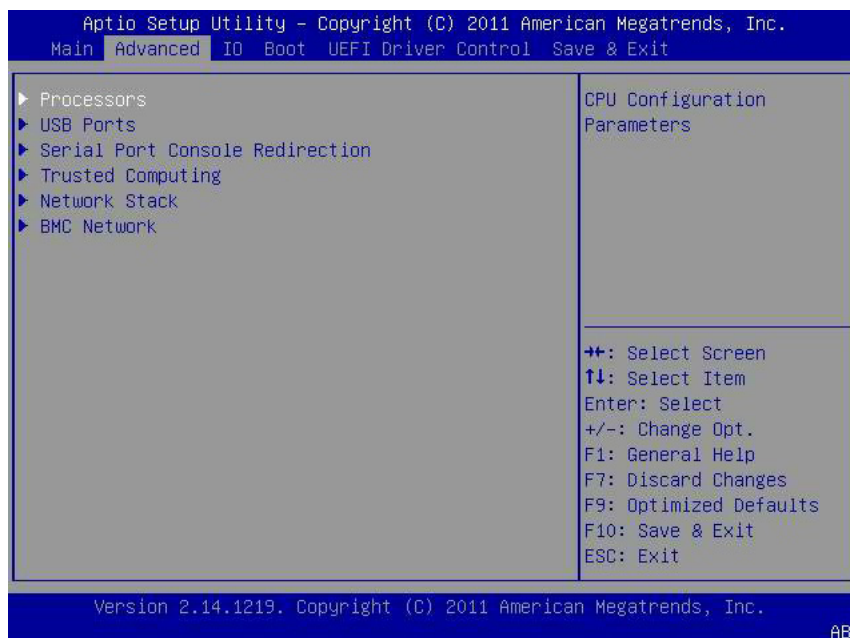 Aptio Setup Utility – Copyright (C) 2011 American Megatrends, Inc.
Main Advanced IO Boot UEFI Driver Control Save & Exit
▶ Processors
▶ USB Ports
▶ Serial Port Console Redirection
▶ Trusted Computing
▶ Network Stack
▶ BMC Network
CPU Configuration
Parameters
→←: Select Screen
↑↓: Select Item
Enter: Select
+/-: Change Opt.
F1: General Help
F7: Discard Changes
F9: Optimized Defaults
F10: Save & Exit
ESC: Exit
Version 2.14.1219. Copyright (C) 2011 American Megatrends, Inc.
AB